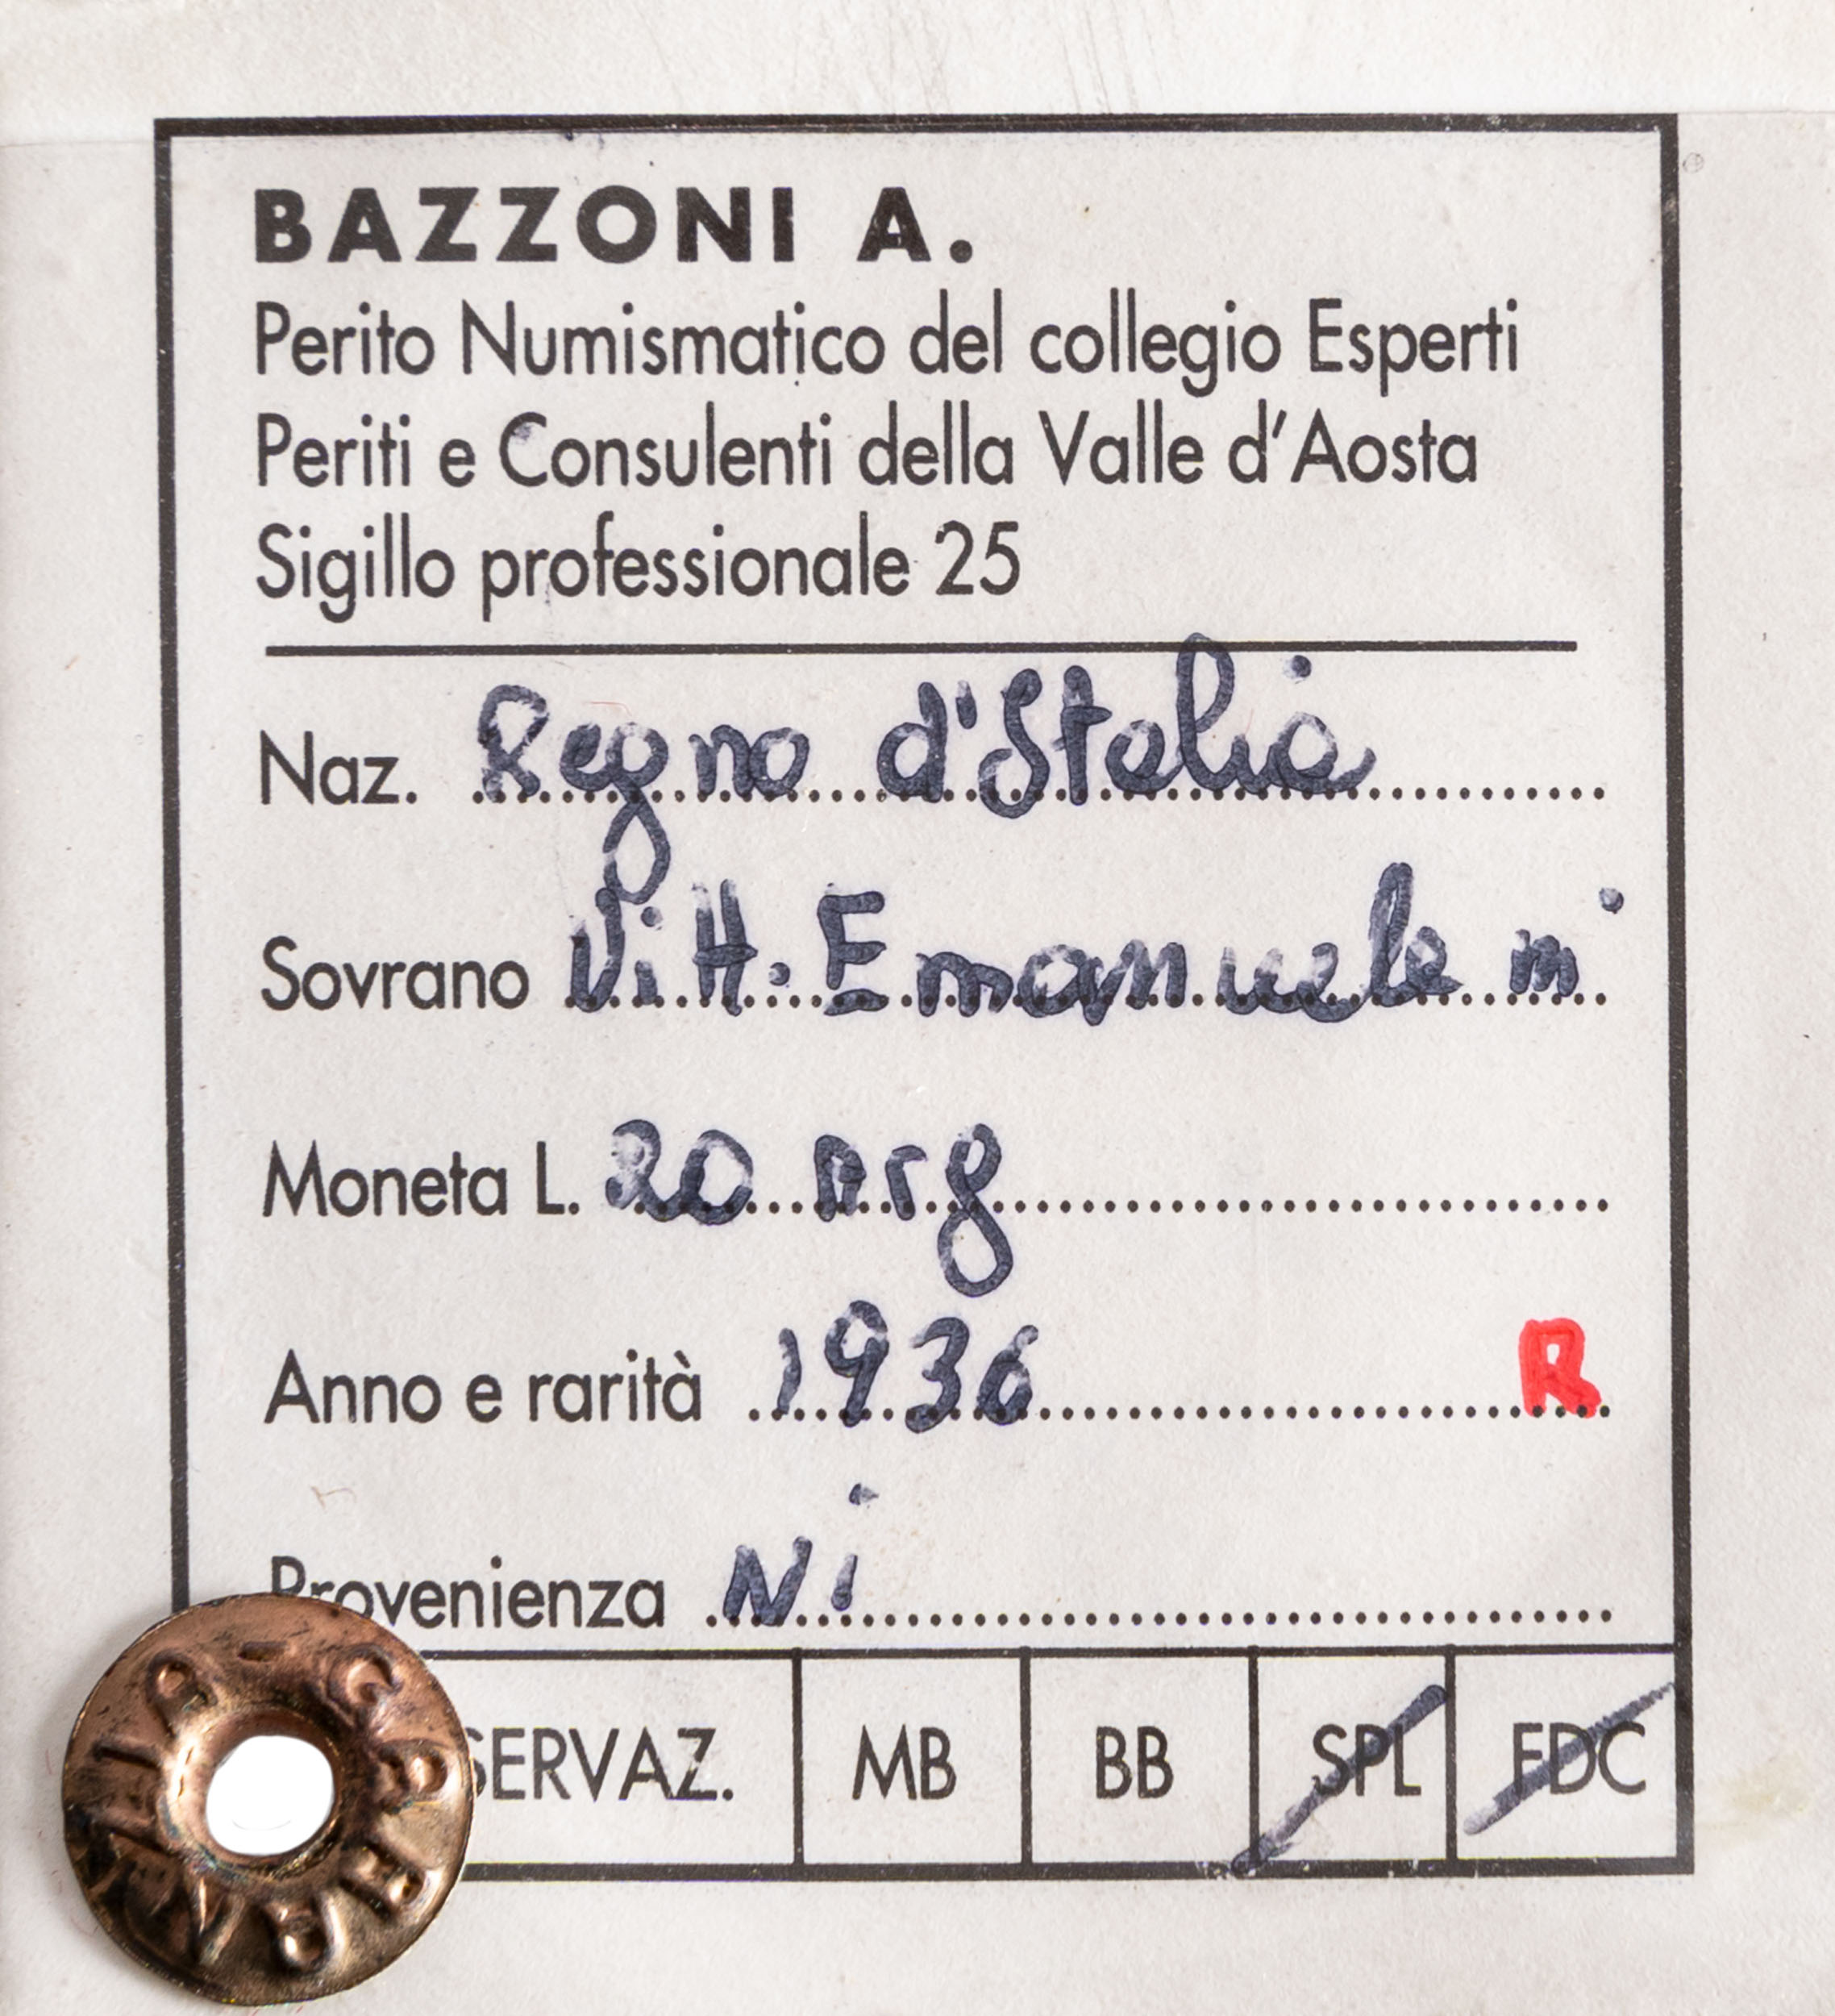 BAZZONI A.
Perito Numismatico del collegio Esperti
Periti e Consulenti della Valle d'Aosta
Sigillo professionale 25
Naz. Regno d'Italia
Sovrano Vitt. Emanuele III°
Moneta L. 20 arg
Anno e rarità 1936 R
Provenienza Ni
SERVAZ. MB BB SPL FDC